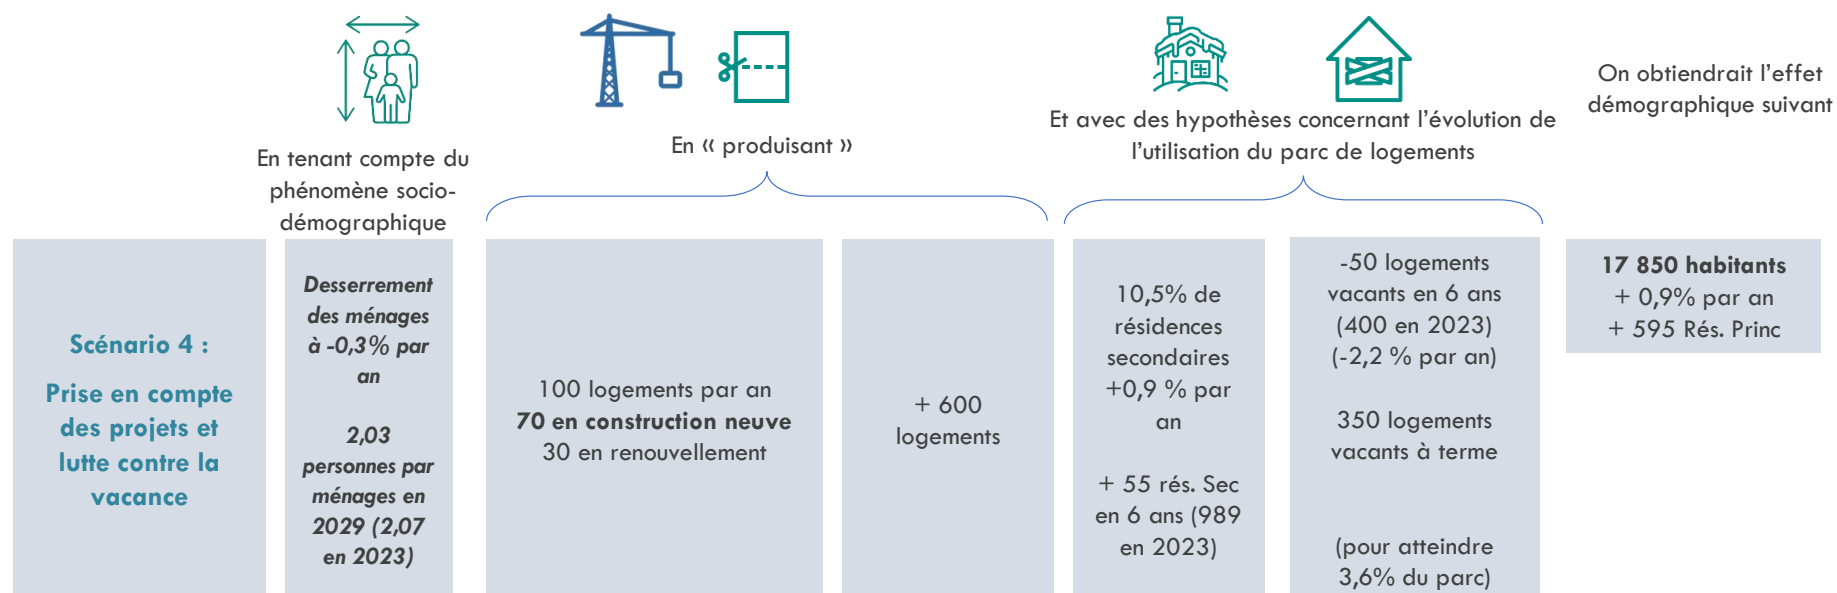 En tenant compte du
phénomène socio-
démographique
En « produisant »
Et avec des hypothèses concernant l’évolution de
l’utilisation du parc de logements
On obtiendrait l’effet
démographique suivant
Scénario 4 :
Prise en compte
des projets et
lutte contre la
vacance
Desserrement
des ménages
à -0,3% par
an
2,03
personnes par
ménages en
2029 (2,07
en 2023)
100 logements par an
70 en construction neuve
30 en renouvellement
+ 600
logements
10,5% de
résidences
secondaires
+0,9 % par
an
+ 55 rés. Sec
en 6 ans (989
en 2023)
-50 logements
vacants en 6 ans
(400 en 2023)
(-2,2 % par an)
350 logements
vacants à terme
(pour atteindre
3,6% du parc)
17 850 habitants
+ 0,9% par an
+ 595 Rés. Princ